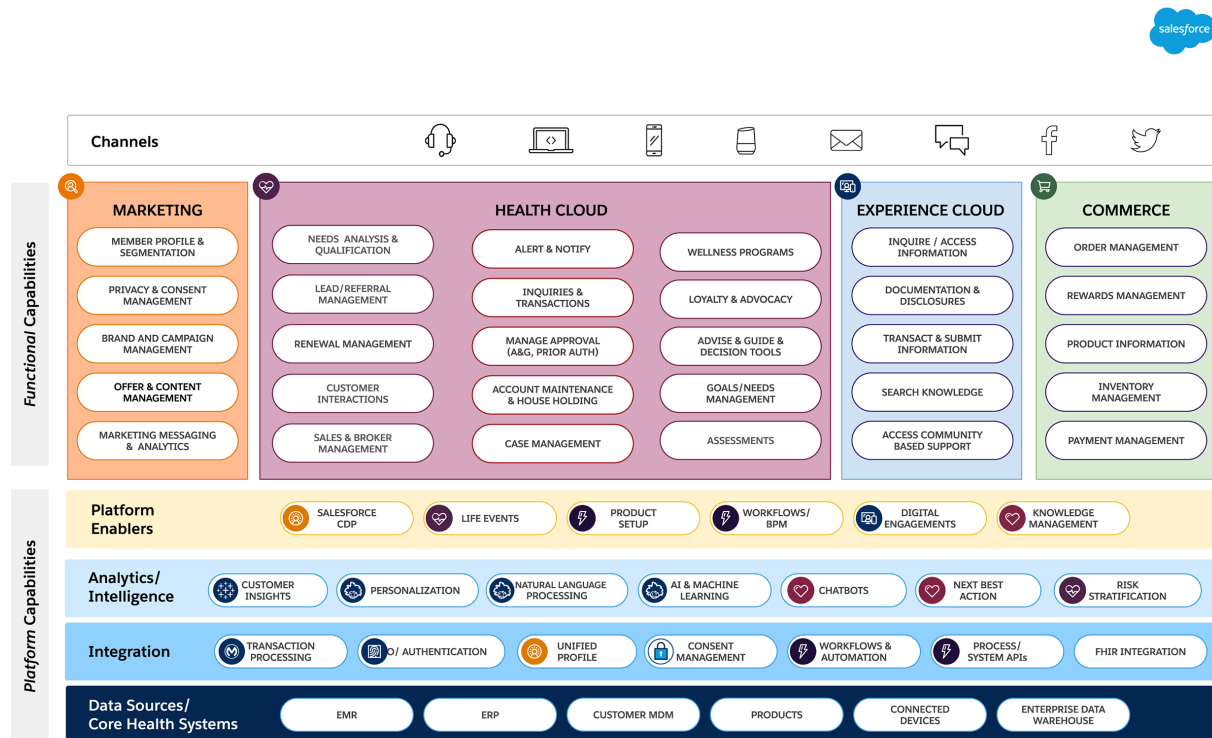 salesforce
Channels
Functional Capabilities
MARKETING
MEMBER PROFILE &
SEGMENTATION
PRIVACY & CONSENT
MANAGEMENT
BRAND AND CAMPAIGN
MANAGEMENT
OFFER & CONTENT
MANAGEMENT
MARKETING MESSAGING
& ANALYTICS
HEALTH CLOUD
NEEDS ANALYSIS &
QUALIFICATION
LEAD/REFERRAL
MANAGEMENT
RENEWAL MANAGEMENT
CUSTOMER
INTERACTIONS
SALES & BROKER
MANAGEMENT
ALERT & NOTIFY
INQUIRIES &
TRANSACTIONS
MANAGE APPROVAL
(A&G, PRIOR AUTH)
ACCOUNT MAINTENANCE
& HOUSE HOLDING
CASE MANAGEMENT
WELLNESS PROGRAMS
LOYALTY & ADVOCACY
ADVISE & GUIDE &
DECISION TOOLS
GOALS/NEEDS
MANAGEMENT
ASSESSMENTS
EXPERIENCE CLOUD
INQUIRE / ACCESS
INFORMATION
DOCUMENTATION &
DISCLOSURES
TRANSACT & SUBMIT
INFORMATION
SEARCH KNOWLEDGE
ACCESS COMMUNITY
BASED SUPPORT
COMMERCE
ORDER MANAGEMENT
REWARDS MANAGEMENT
PRODUCT INFORMATION
INVENTORY
MANAGEMENT
PAYMENT MANAGEMENT
Platform Capabilities
Platform
Enablers
SALESFORCE
CDP
LIFE EVENTS
PRODUCT
SETUP
WORKFLOWS/
BPM
DIGITAL
ENGAGEMENTS
KNOWLEDGE
MANAGEMENT
Analytics/
Intelligence
CUSTOMER
INSIGHTS
PERSONALIZATION
NATURAL LANGUAGE
PROCESSING
AI & MACHINE
LEARNING
CHATBOTS
NEXT BEST
ACTION
RISK
STRATIFICATION
Integration
TRANSACTION
PROCESSING
O/ AUTHENTICATION
UNIFIED
PROFILE
CONSENT
MANAGEMENT
WORKFLOWS &
AUTOMATION
PROCESS/
SYSTEM APIs
FHIR INTEGRATION
Data Sources/
Core Health Systems
EMR
ERP
CUSTOMER MDM
PRODUCTS
CONNECTED
DEVICES
ENTERPRISE DATA
WAREHOUSE